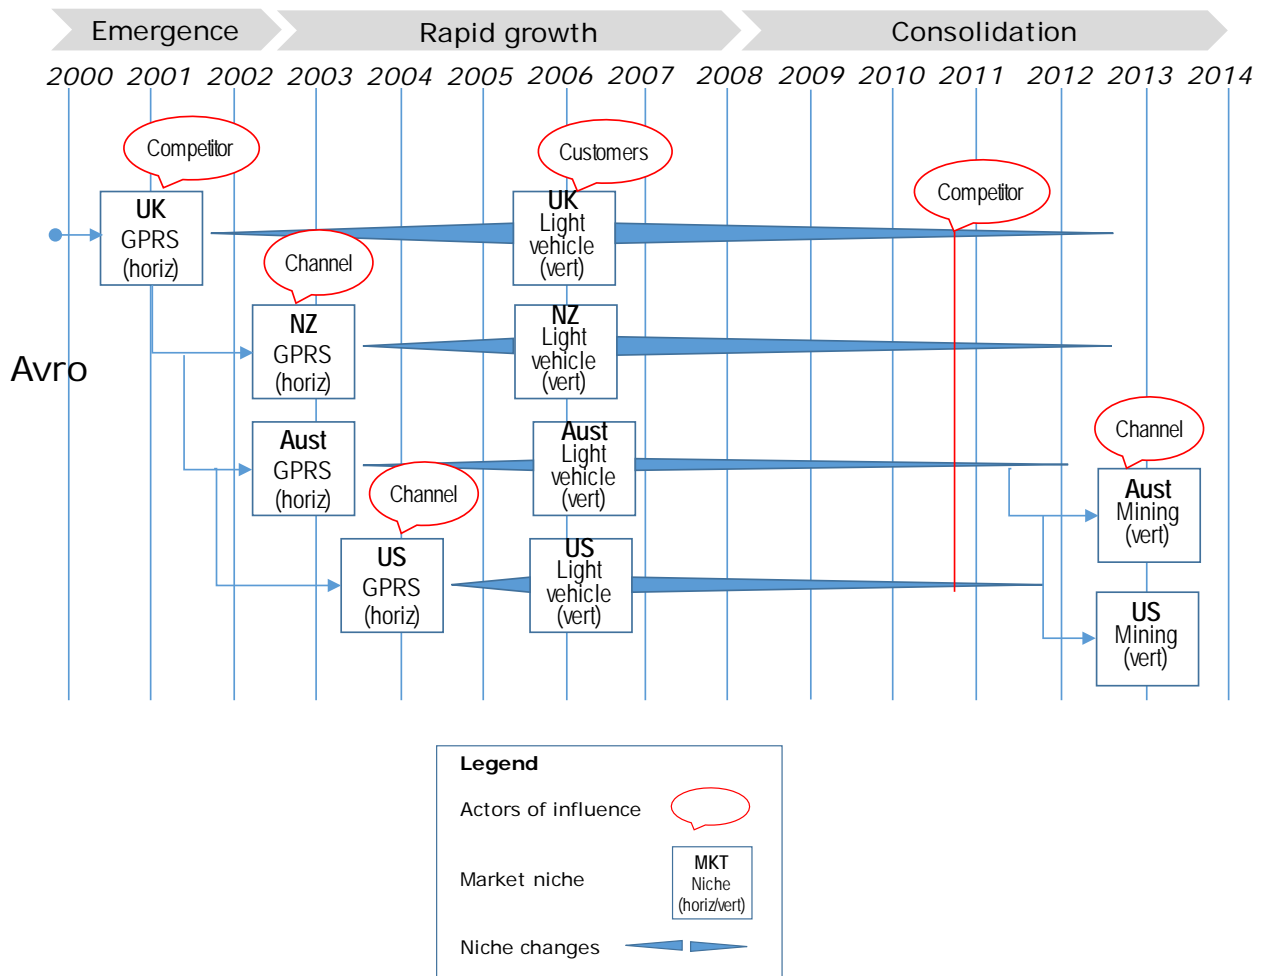 Emergence
Rapid growth
Consolidation
2000 2001 2002 2003 2004 2005 2006 2007 2008 2009 2010 2011 2012 2013 2014
Competitor
Customers
Competitor
UK
GPRS
(horiz)
UK
Light
vehicle
(vert)
Channel
NZ
GPRS
(horiz)
NZ
Light
vehicle
(vert)
Avro
Channel
Aust
GPRS
(horiz)
Aust
Light
vehicle
(vert)
Channel
Aust
Mining
(vert)
US
GPRS
(horiz)
US
Light
vehicle
(vert)
US
Mining
(vert)
Legend
Actors of influence
Market niche
MKT
Niche
(horiz/vert)
Niche changes